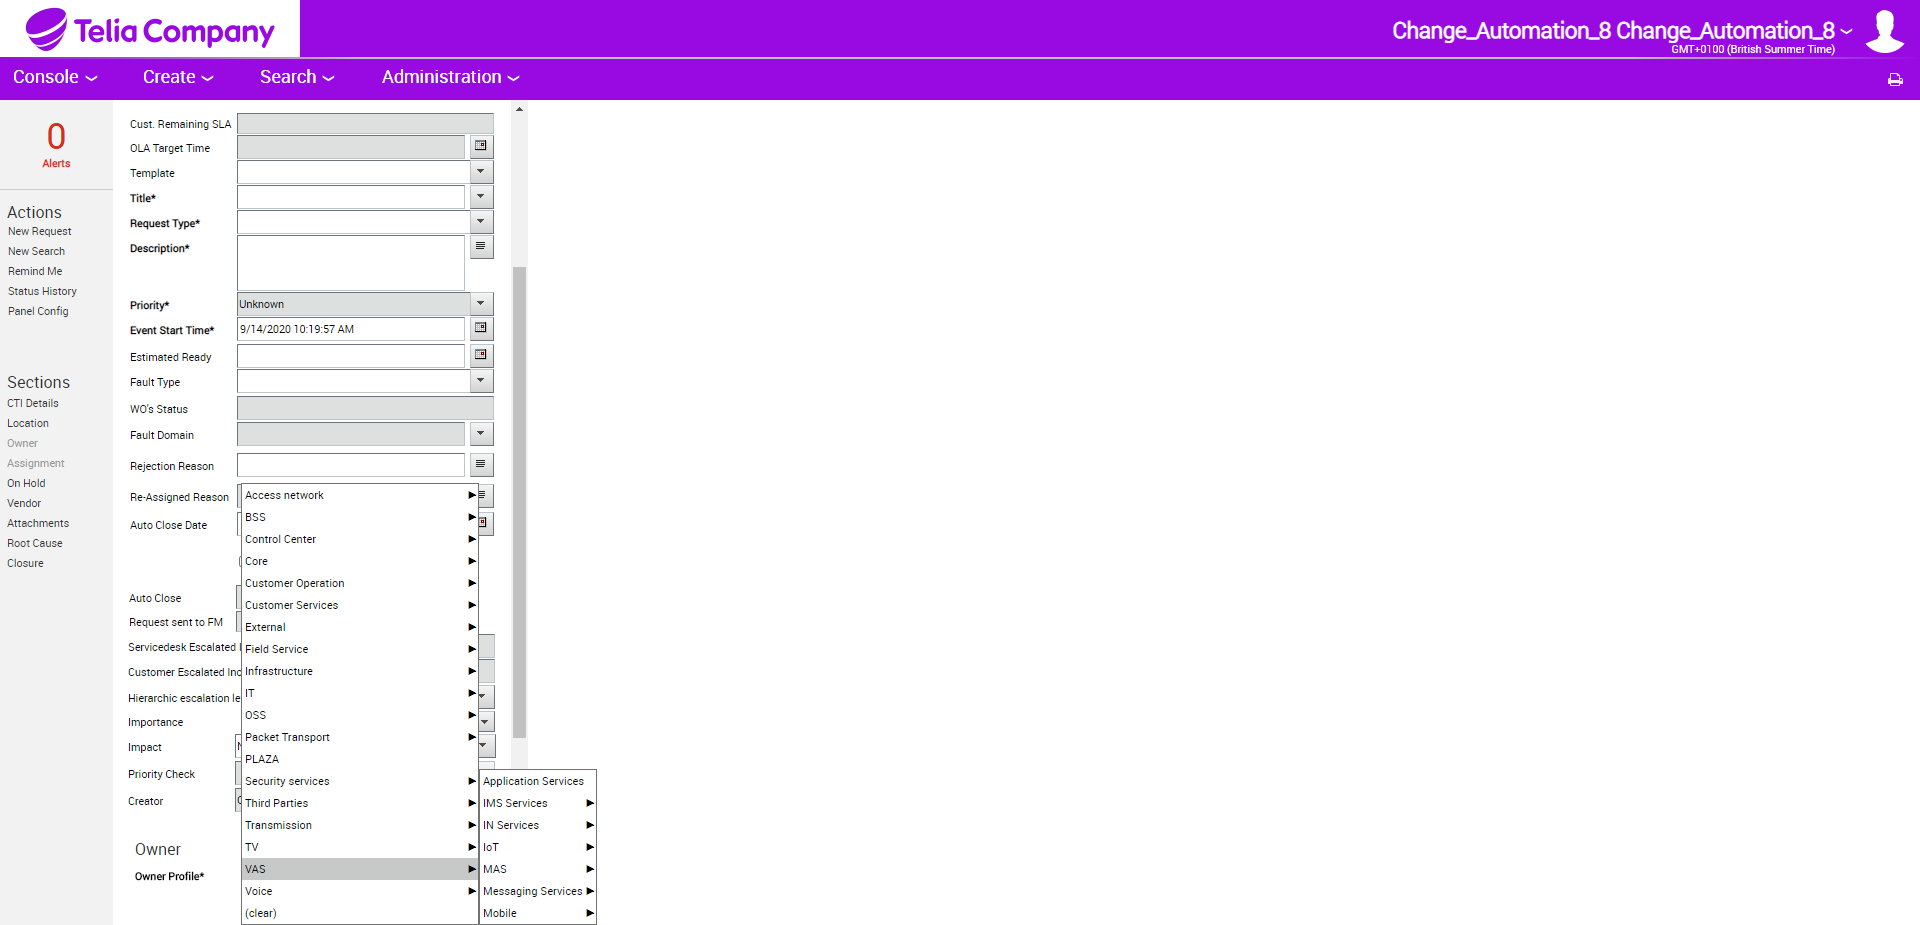 Telia Company
Change_Automation_8 Change_Automation_8
GMT+0100 (British Summer Time)
Console
Create
Search
Administration
0
Alerts
Actions
New Request
New Search
Remind Me
Status History
Panel Config
Sections
CTI Details
Location
Owner
Assignment
On Hold
Vendor
Attachments
Root Cause
Closure
Cust. Remaining SLA
OLA Target Time
Template
Title*
Request Type*
Description*
Priority* Unknown
Event Start Time* 9/14/2020 10:19:57 AM
Estimated Ready
Fault Type
WO's Status
Fault Domain
Rejection Reason
Re-Assigned Reason
Auto Close Date
Auto Close
Request sent to FM
Servicedesk Escalated
Customer Escalated
Hierarchic escalation
Importance
Impact
Priority Check
Creator
Owner
Owner Profile*
Access network
BSS
Control Center
Core
Customer Operation
Customer Services
External
Field Service
Infrastructure
IT
OSS
Packet Transport
PLAZA
Security services
Third Parties
Transmission
TV
VAS
Voice
(clear)
Application Services
IMS Services
IN Services
IoT
MAS
Messaging Services
Mobile